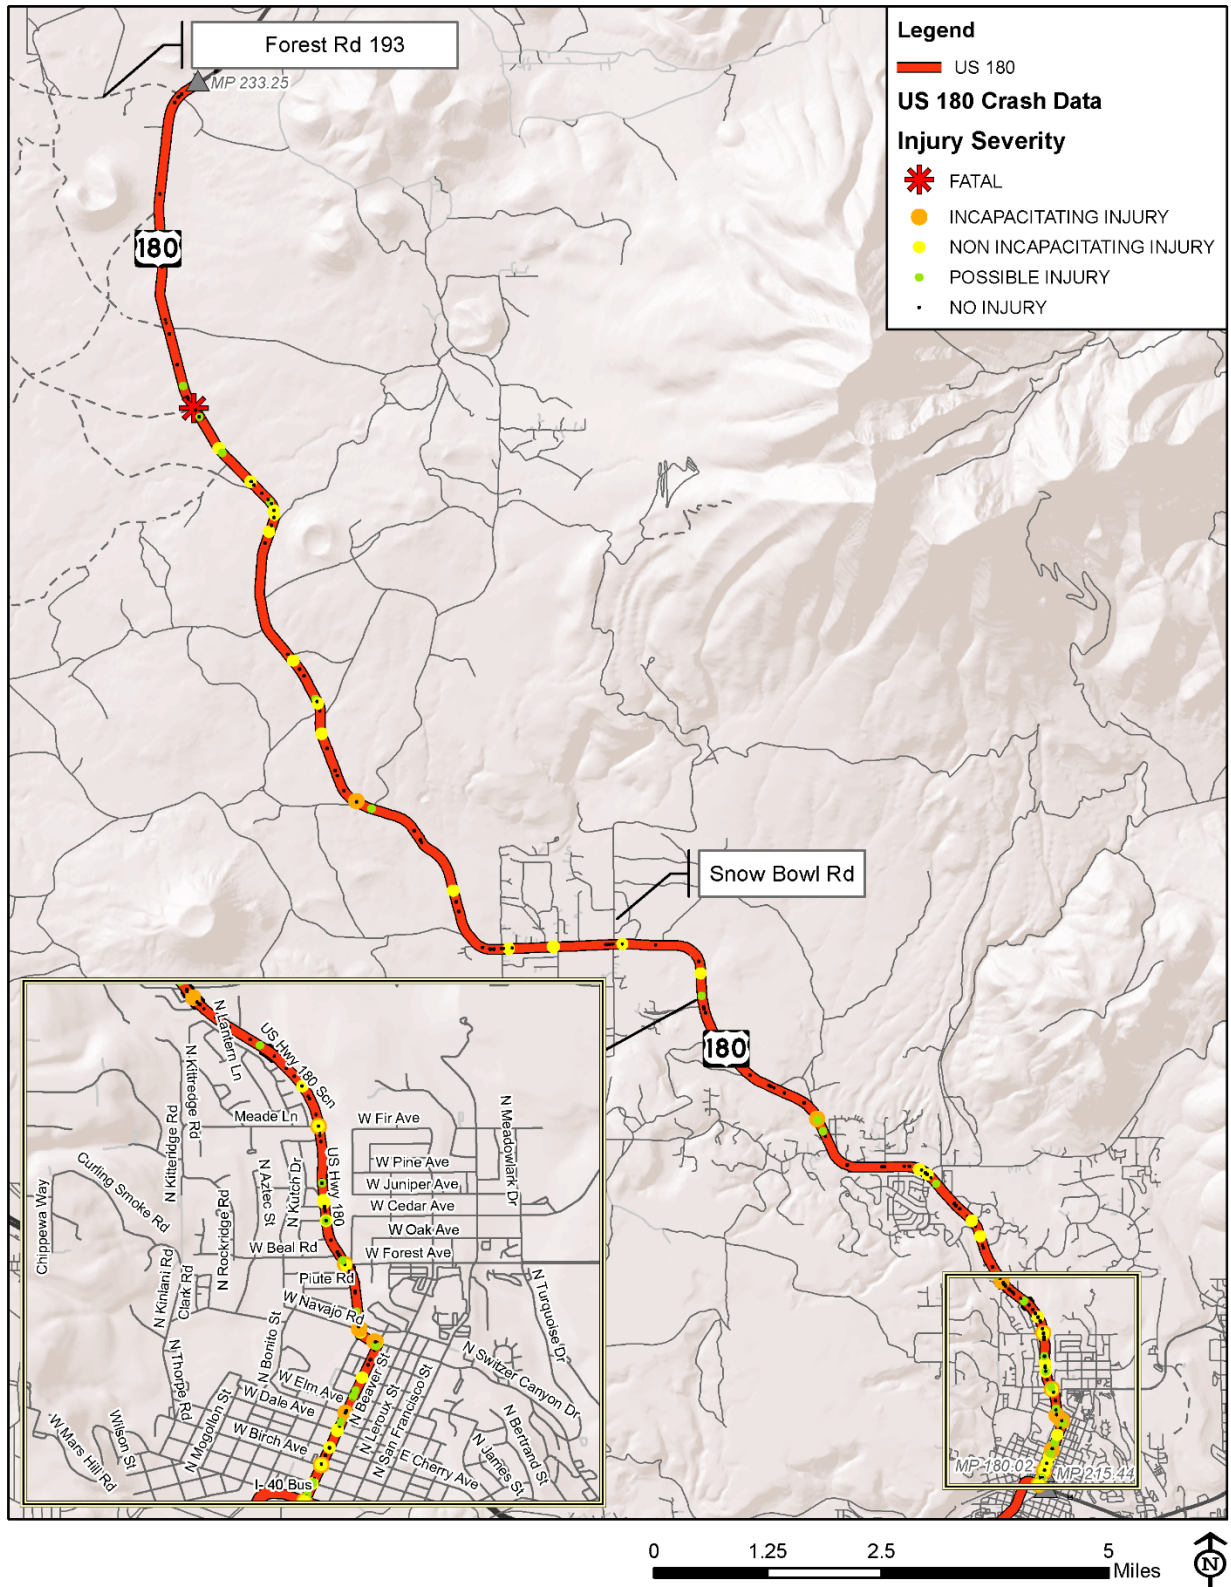 Forest Rd 193
MP 233.25
Legend
US 180
US 180 Crash Data
Injury Severity
FATAL
INCAPACITATING INJURY
NON INCAPACITATING INJURY
POSSIBLE INJURY
NO INJURY
180
Snow Bowl Rd
180
N Lantern Ln
US Hwy 180 Scn
N Kittredge Rd
Meade Ln
W Fir Ave
N Meadowlark Dr
N Kitteridge Rd
Curling Smoke Rd
Chippewa Way
N Aztec St
N Kutch Dr
US Hwy 180
W Pine Ave
W Juniper Ave
W Cedar Ave
N Rockridge Rd
W Oak Ave
W Beal Rd
W Forest Ave
N Kinlani Rd
Clark Rd
Piute Rd
W Navajo Rd
N Turquoise Dr
N Bonito St
N Thorpe Rd
N Switzer Canyon Dr
W Elm Ave
N Beaver St
W Dale Ave
N Leroux St
N San Francisco St
N Mogollon St
Wilson St
W Mars Hill Rd
W Birch Ave
E Cherry Ave
N James St
N Bertrand St
I- 40 Bus
MP 180.02
MP 215.44
0 1.25 2.5 5
Miles
N